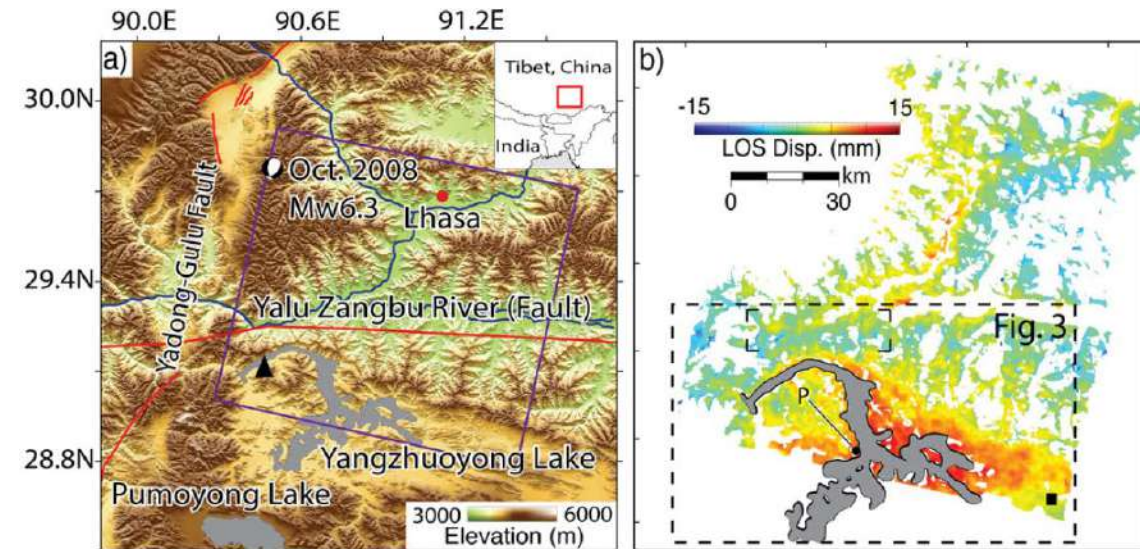 90.0E 90.6E 91.2E
a)
Tibet, China
India
30.0N
Oct. 2008
Mw6.3
Lhasa
Yadong-Gulu Fault
29.4N
Yalu Zangbu River (Fault)
28.8N
Yangzhuoyong Lake
Pumoyong Lake
3000 6000
Elevation (m)
b)
-15 15
LOS Disp. (mm)
km
0 30
Fig. 3
P